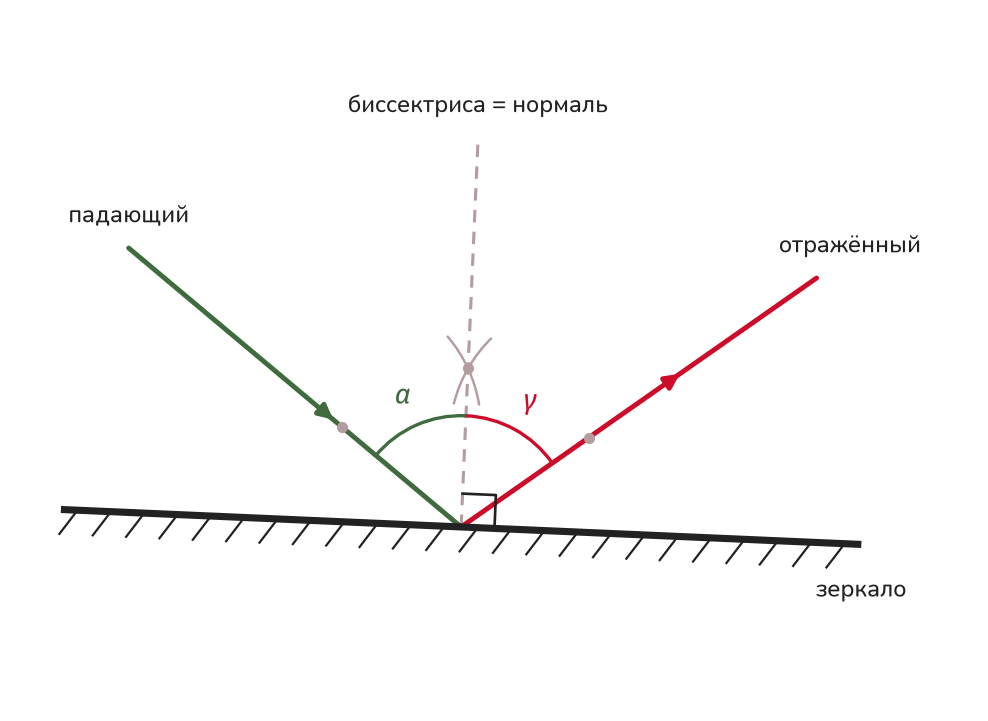 биссектриса = нормаль
падающий
отражённый
α
γ
зеркало